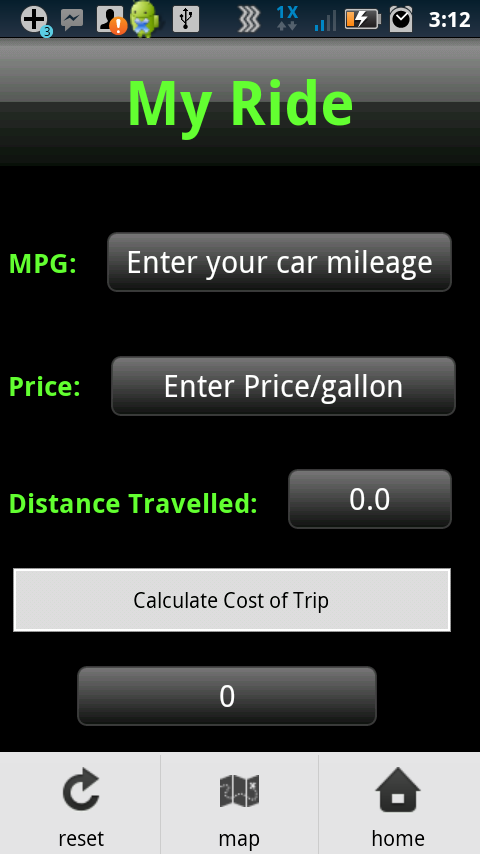 3 1X 3:12
My Ride
MPG: Enter your car mileage
Price: Enter Price/gallon
Distance Travelled: 0.0
Calculate Cost of Trip
0
reset map home